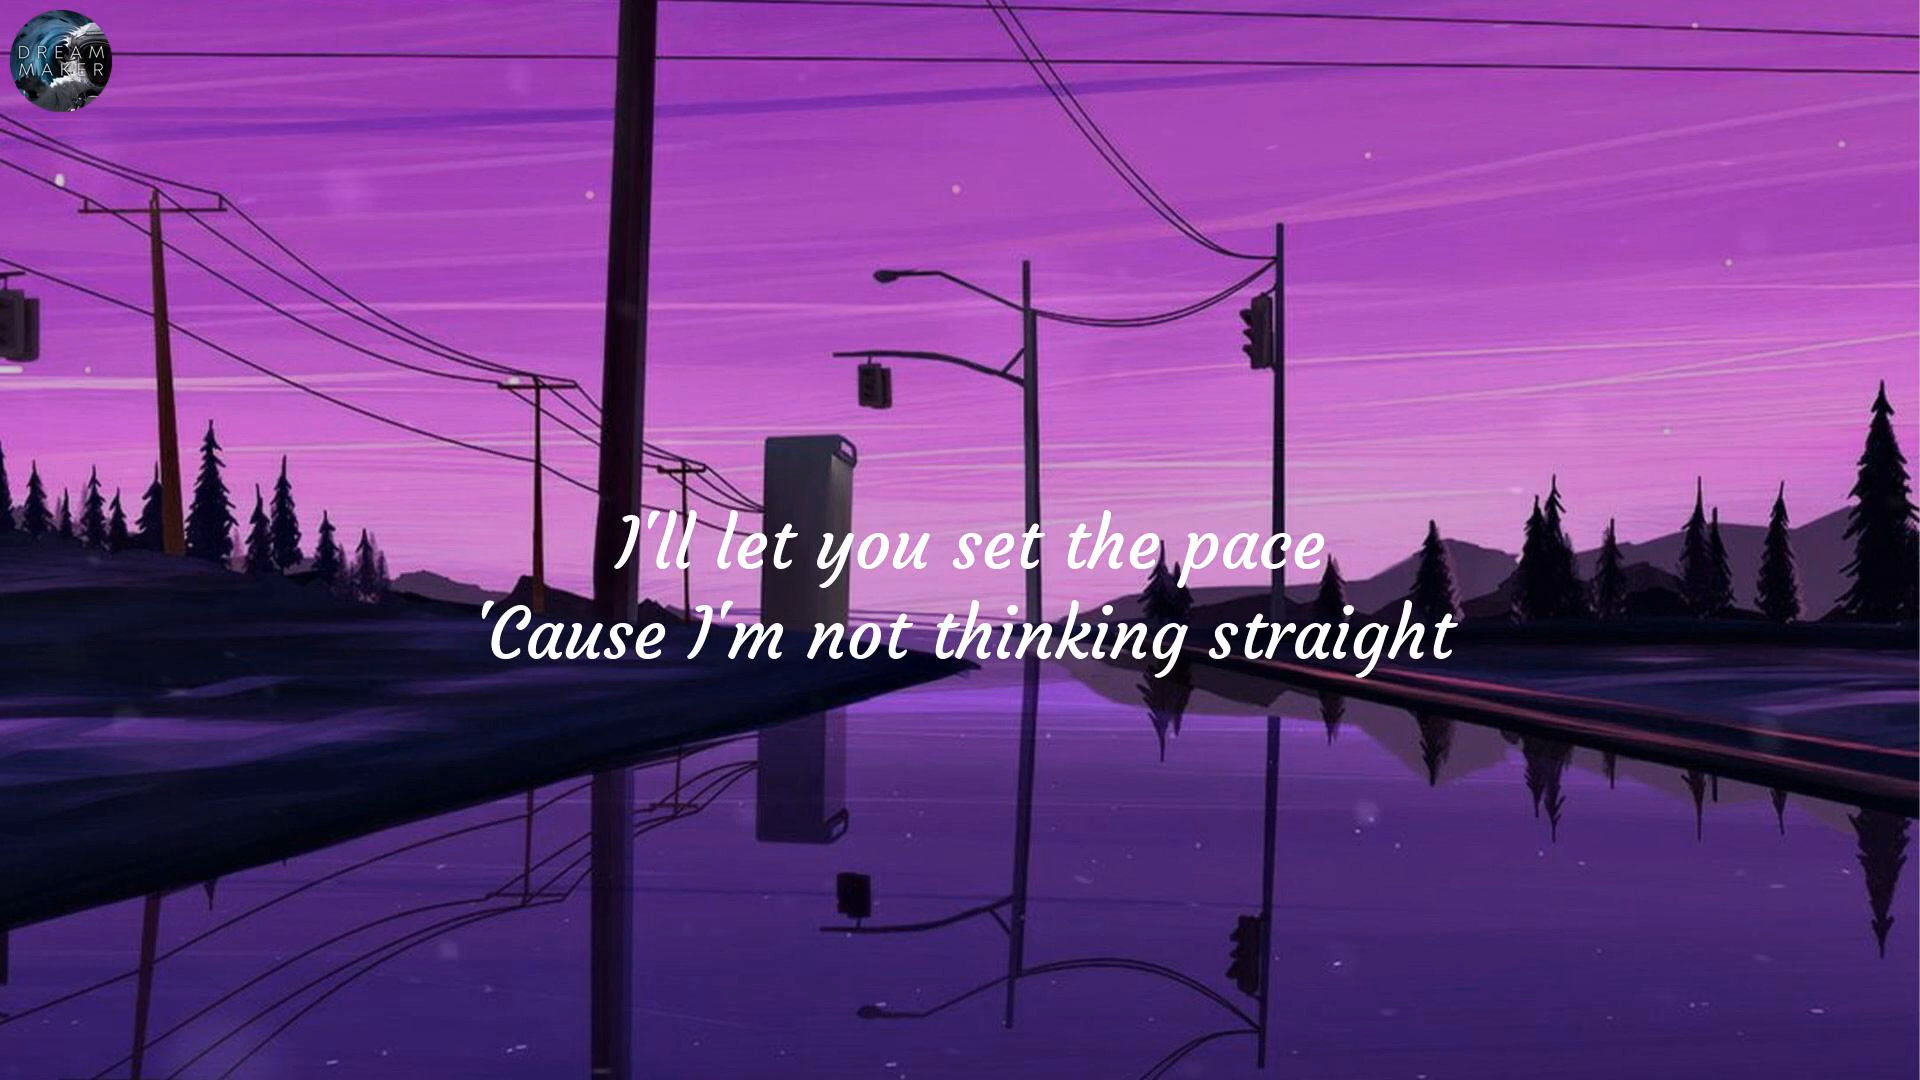 DREAM
MAKER
I'll let you set the pace
'Cause I'm not thinking straight